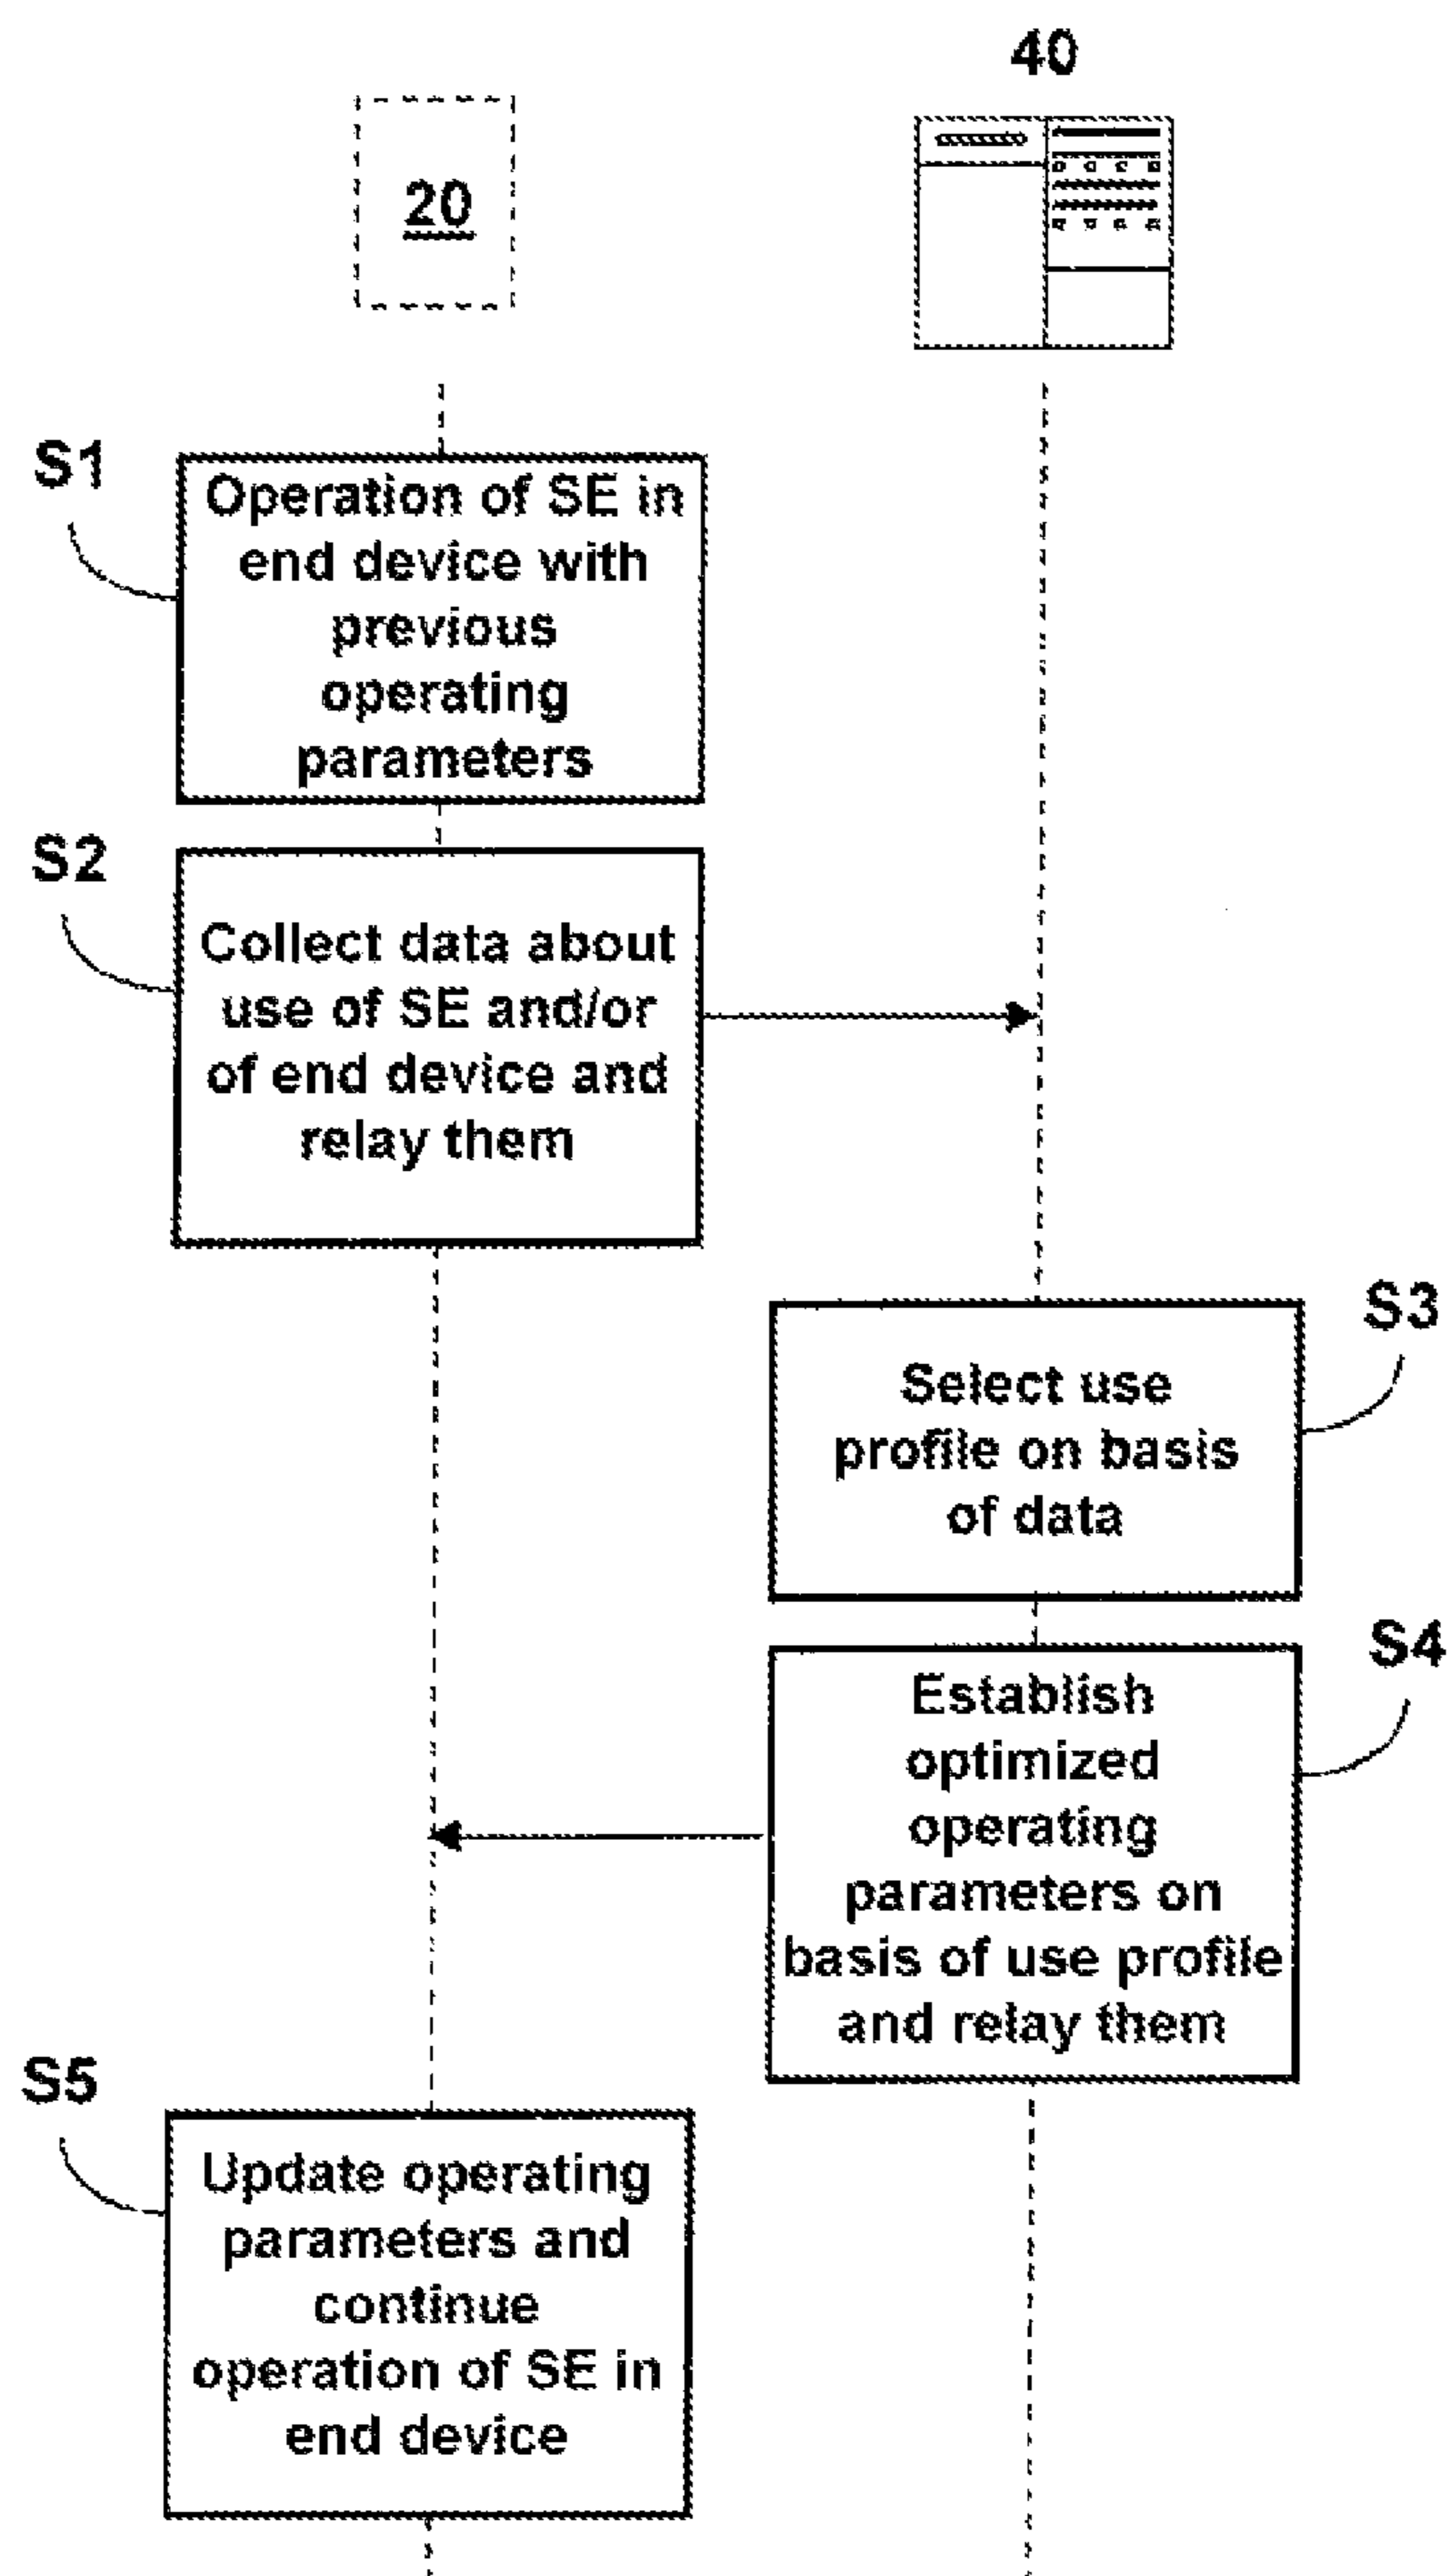 40
20
S1
Operation of SE in
end device with
previous
operating
parameters
S2
Collect data about
use of SE and/or
of end device and
relay them
S3
Select use
profile on basis
of data
S4
Establish
optimized
operating
parameters on
basis of use profile
and relay them
S5
Update operating
parameters and
continue
operation of SE in
end device